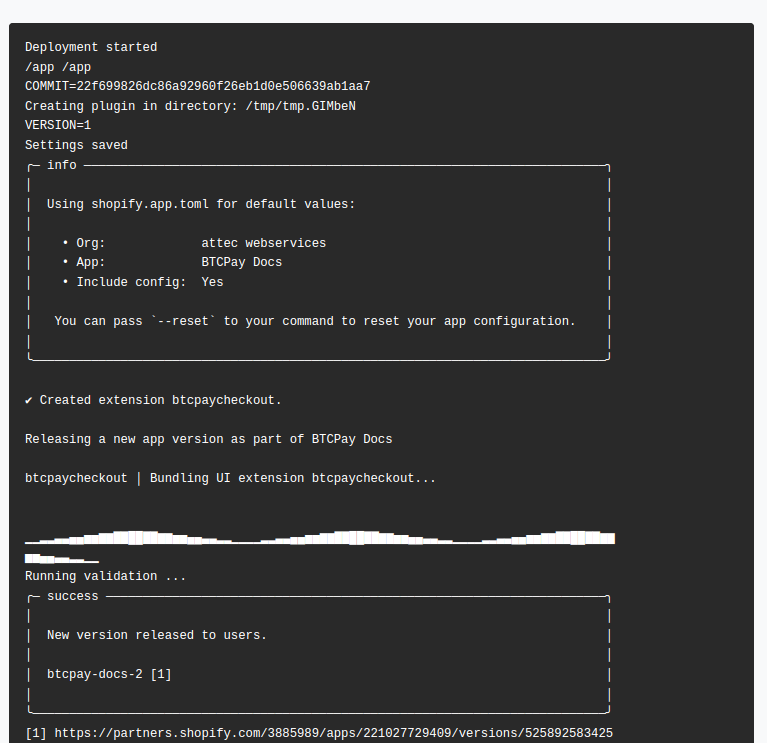 Deployment started
/app /app
COMMIT=22f699826dc86a92960f26eb1d0e506639ab1aa7
Creating plugin in directory: /tmp/tmp.GIMbeN
VERSION=1
Settings saved
info
Using shopify.app.toml for default values:
• Org: attec webservices
• App: BTCPay Docs
• Include config: Yes
You can pass `--reset` to your command to reset your app configuration.
✔ Created extension btcpaycheckout.
Releasing a new app version as part of BTCPay Docs
btcpaycheckout | Bundling UI extension btcpaycheckout...
Running validation ...
success
New version released to users.
btcpay-docs-2 [1]
[1] https://partners.shopify.com/3885989/apps/221027729409/versions/525892583425